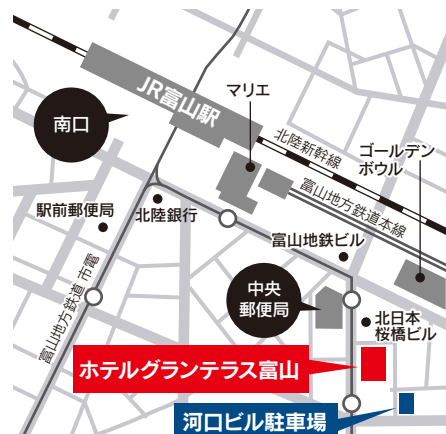 JR富山駅
マリエ
南口
北陸新幹線
ゴールデン
ボウル
富山地方鉄道本線
駅前郵便局
北陸銀行
富山地鉄ビル
富山地方鉄道 市電
中央
郵便局
北日本
桜橋ビル
ホテルグランテラス富山
河口ビル駐車場